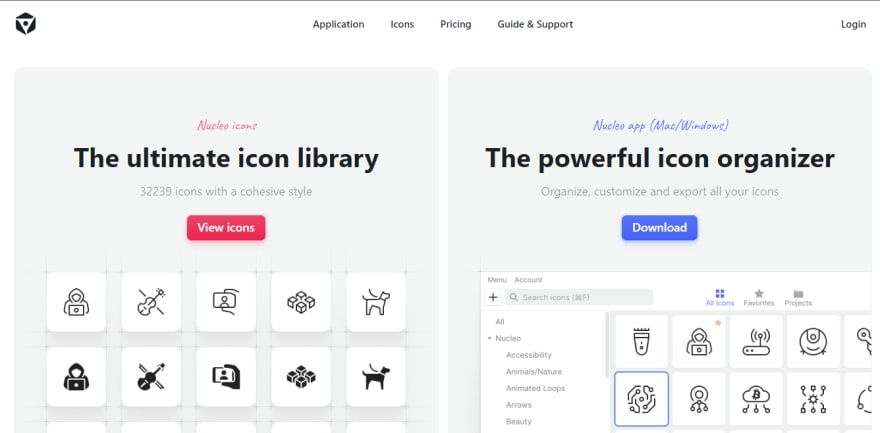 Application Icons Pricing Guide & Support Login
Nucleo icons
The ultimate icon library
32239 icons with a cohesive style
View icons
Nucleo app (Mac/Windows)
The powerful icon organizer
Organize, customize and export all your icons
Download
Menu Account
Search icons (⌘F)
All Icons Favorites Projects
All
Nucleo
Accessibility
Animals/Nature
Animated Loops
Arrows
Beauty